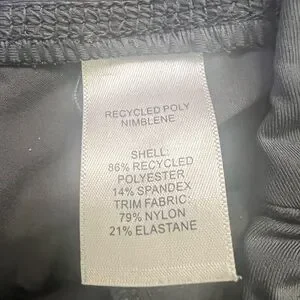 RECYCLED POLY
NIMBLENE
SHELL:
86% RECYCLED
POLYESTER
14% SPANDEX
TRIM FABRIC:
79% NYLON
21% ELASTANE